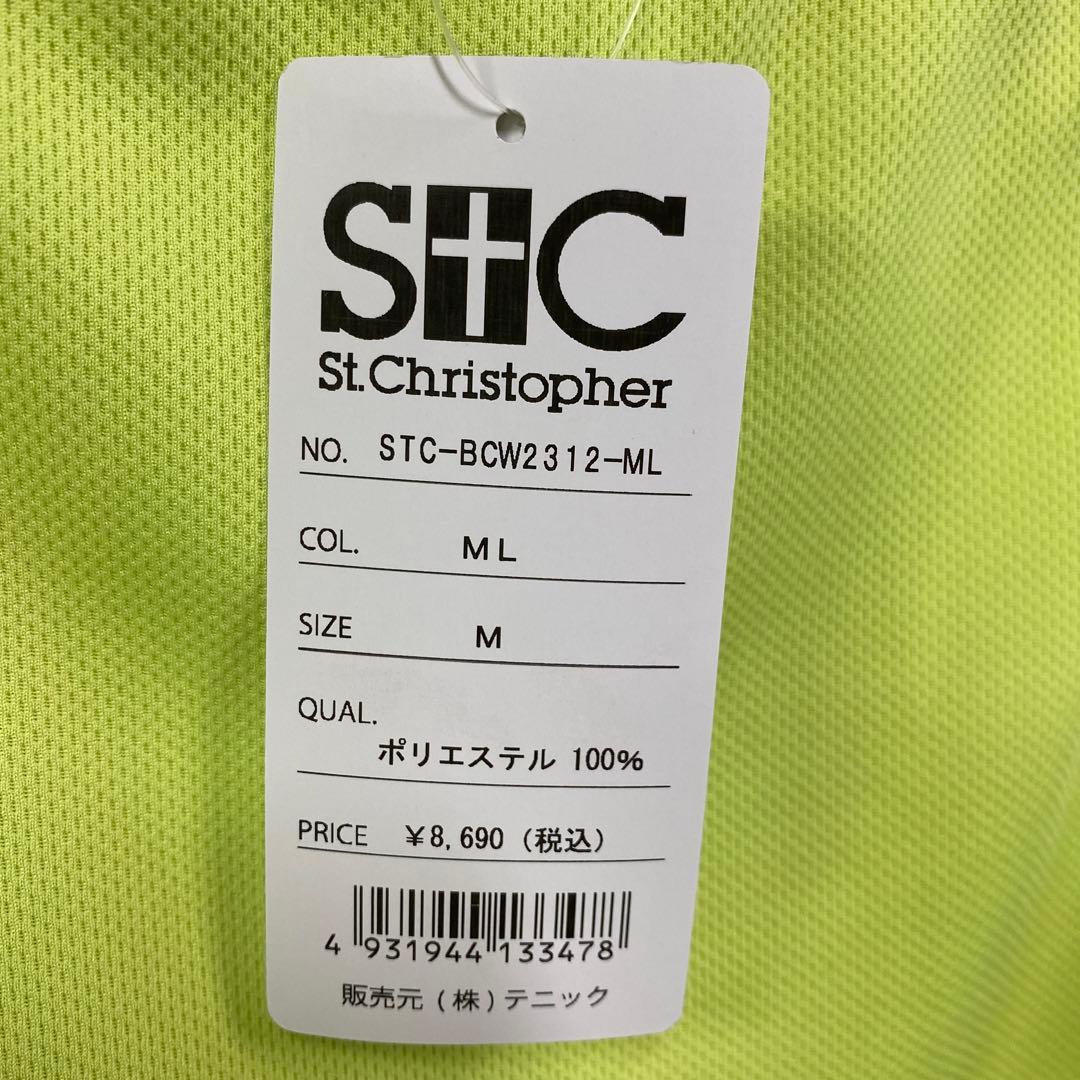 STC
St.Christopher
NO. STC-BCW2312-ML
COL. ML
SIZE M
QUAL.
ポリエステル 100%
PRICE ¥8,690 (税込)
4 931944 133478
販売元 (株) テニック